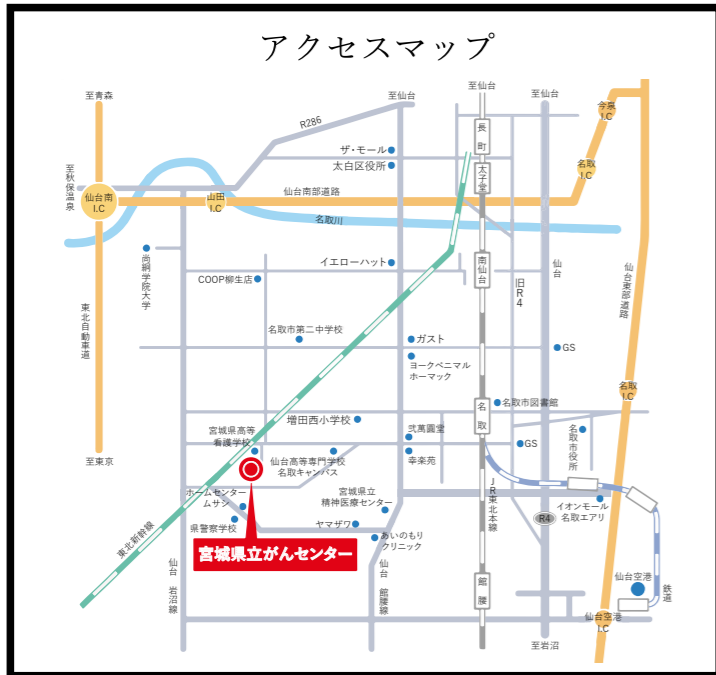 アクセスマップ
至青森
至仙台
至仙台
至仙台
今泉
I.C
R286
長町
ザ・モール
太白区役所
太子堂
名取
I.C
至秋保温泉
仙台南
I.C
山田
I.C
仙台南部道路
名取川
尚絅学院大学
イエローハット
COOP柳生店
南仙台
旧R4
仙台
仙台東部道路
東北自動車道
名取市第二中学校
ガスト
ヨークベニマル
ホーマック
GS
名取
I.C
名取市図書館
名取
増田西小学校
宮城県高等
看護学校
弐萬圓堂
GS
名取市役所
至東京
仙台高等専門学校
名取キャンパス
幸楽苑
ホームセンター
ムサシ
宮城県立
精神医療センター
JR東北本線
イオンモール
名取エアリ
R4
県警察学校
ヤマザワ
あいのもり
クリニック
東北新幹線
宮城県立がんセンター
仙台 岩沼線
仙台 館腰線
館腰
仙台空港
鉄道
仙台空港
I.C
至岩沼